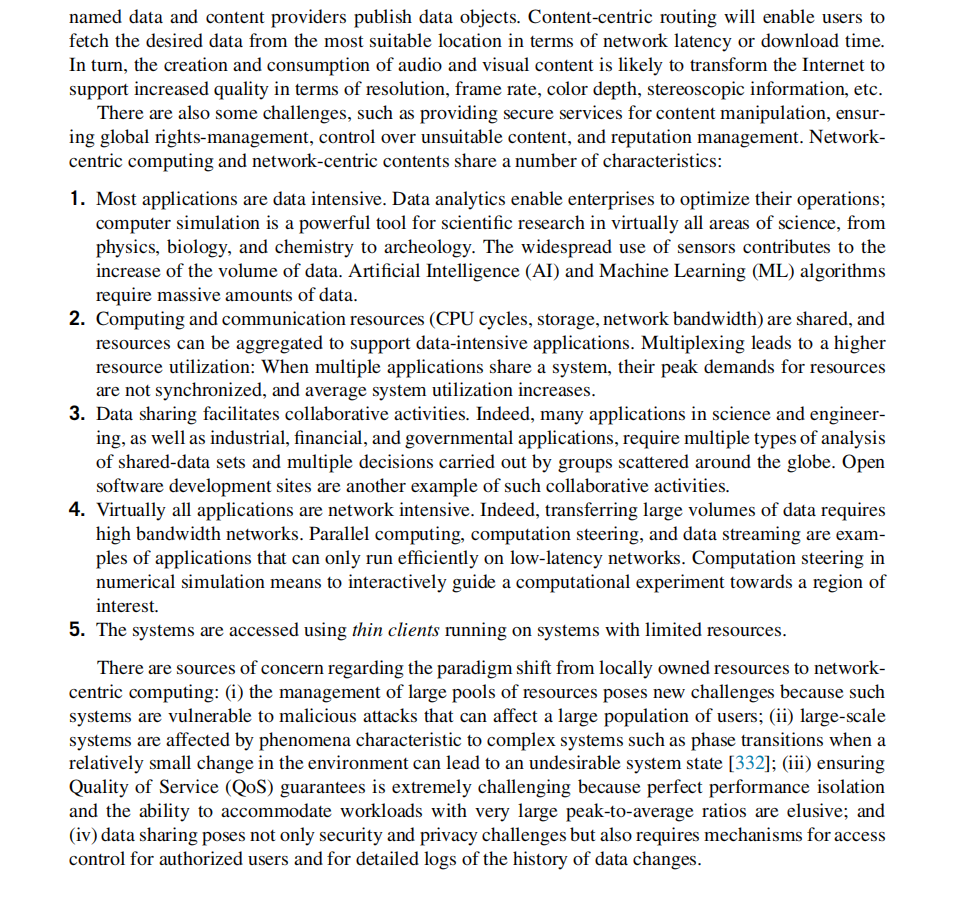 named data and content providers publish data objects. Content-centric routing will enable users to
fetch the desired data from the most suitable location in terms of network latency or download time.
In turn, the creation and consumption of audio and visual content is likely to transform the Internet to
support increased quality in terms of resolution, frame rate, color depth, stereoscopic information, etc.
There are also some challenges, such as providing secure services for content manipulation, ensur-
ing global rights-management, control over unsuitable content, and reputation management. Network-
centric computing and network-centric contents share a number of characteristics:
1. Most applications are data intensive. Data analytics enable enterprises to optimize their operations;
computer simulation is a powerful tool for scientific research in virtually all areas of science, from
physics, biology, and chemistry to archeology. The widespread use of sensors contributes to the
increase of the volume of data. Artificial Intelligence (AI) and Machine Learning (ML) algorithms
require massive amounts of data.
2. Computing and communication resources (CPU cycles, storage, network bandwidth) are shared, and
resources can be aggregated to support data-intensive applications. Multiplexing leads to a higher
resource utilization: When multiple applications share a system, their peak demands for resources
are not synchronized, and average system utilization increases.
3. Data sharing facilitates collaborative activities. Indeed, many applications in science and engineer-
ing, as well as industrial, financial, and governmental applications, require multiple types of analysis
of shared-data sets and multiple decisions carried out by groups scattered around the globe. Open
software development sites are another example of such collaborative activities.
4. Virtually all applications are network intensive. Indeed, transferring large volumes of data requires
high bandwidth networks. Parallel computing, computation steering, and data streaming are exam-
ples of applications that can only run efficiently on low-latency networks. Computation steering in
numerical simulation means to interactively guide a computational experiment towards a region of
interest.
5. The systems are accessed using thin clients running on systems with limited resources.
There are sources of concern regarding the paradigm shift from locally owned resources to network-
centric computing: (i) the management of large pools of resources poses new challenges because such
systems are vulnerable to malicious attacks that can affect a large population of users; (ii) large-scale
systems are affected by phenomena characteristic to complex systems such as phase transitions when a
relatively small change in the environment can lead to an undesirable system state [332]; (iii) ensuring
Quality of Service (QoS) guarantees is extremely challenging because perfect performance isolation
and the ability to accommodate workloads with very large peak-to-average ratios are elusive; and
(iv) data sharing poses not only security and privacy challenges but also requires mechanisms for access
control for authorized users and for detailed logs of the history of data changes.